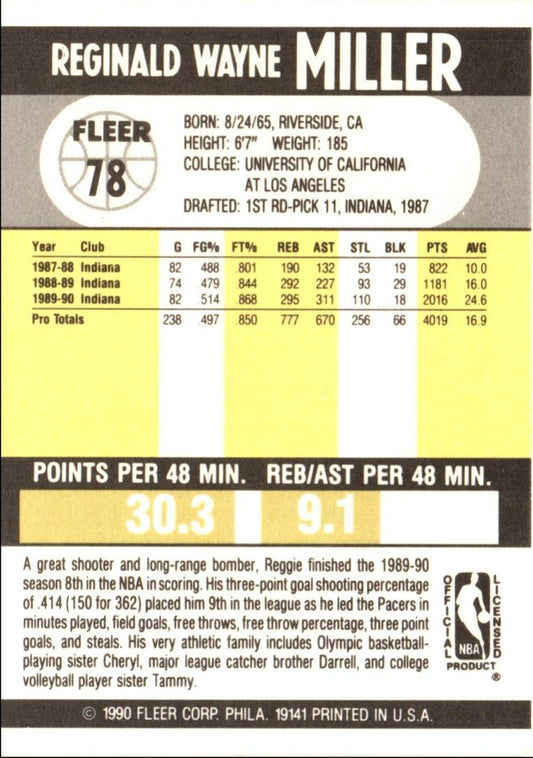 REGINALD WAYNE MILLER
FLEER
78
BORN: 8/24/65, RIVERSIDE, CA
HEIGHT: 6'7" WEIGHT: 185
COLLEGE: UNIVERSITY OF CALIFORNIA
AT LOS ANGELES
DRAFTED: 1ST RD-PICK 11, INDIANA, 1987
Year Club G FG% FT% REB AST STL BLK PTS AVG
1987-88 Indiana 82 .488 .801 190 132 53 19 822 10.0
1988-89 Indiana 74 .479 .844 292 227 93 29 1181 16.0
1989-90 Indiana 82 .514 .868 295 311 110 18 2016 24.6
Pro Totals 238 .497 .850 777 670 256 66 4019 16.9
POINTS PER 48 MIN. REB/AST PER 48 MIN.
30.3 9.1
A great shooter and long-range bomber, Reggie finished the 1989-90
season 8th in the NBA in scoring. His three-point goal shooting percentage
of .414 (150 for 362) placed him 9th in the league as he led the Pacers in
minutes played, field goals, free throws, free throw percentage, three point
goals, and steals. His very athletic family includes Olympic basketball-
playing sister Cheryl, major league catcher brother Darrell, and college
volleyball player sister Tammy.
OFFICIAL
LICENSED
NBA
PRODUCT
®
© 1990 FLEER CORP. PHILA. 19141 PRINTED IN U.S.A.